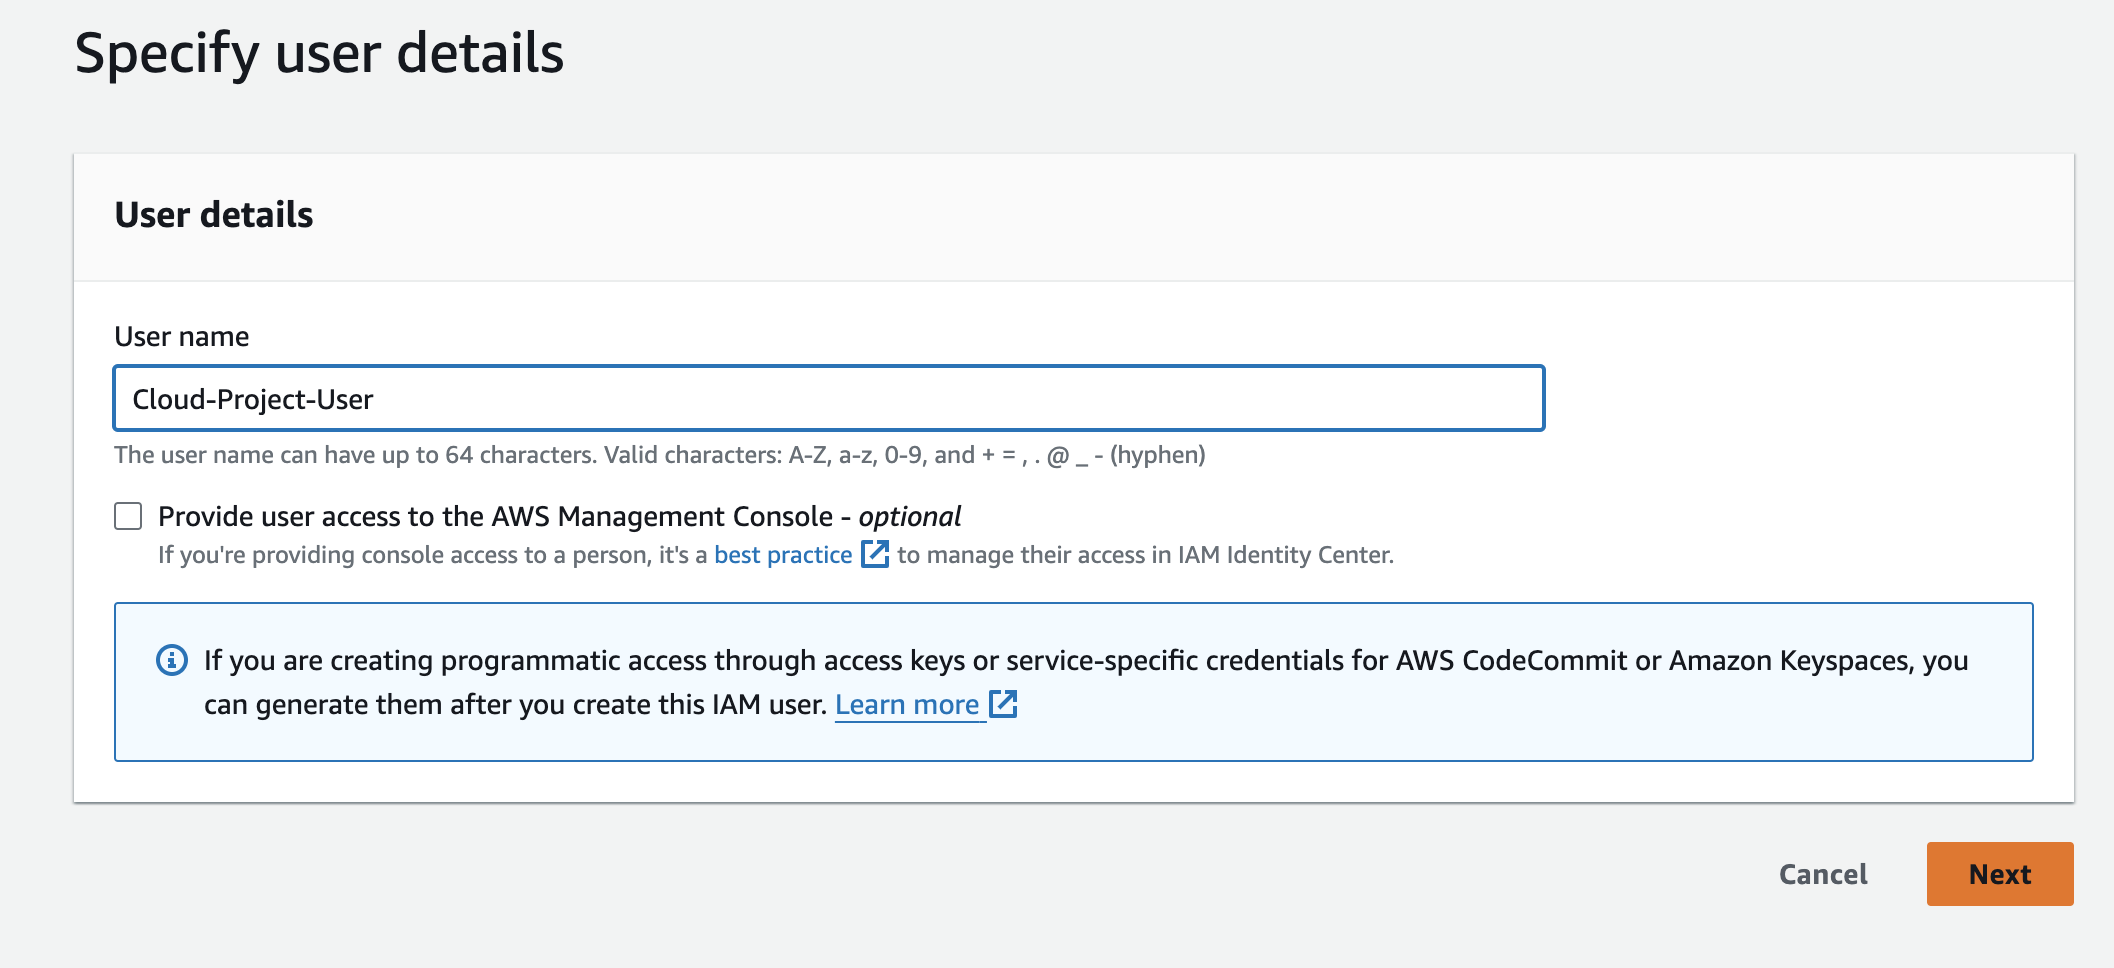 Specify user details
User details
User name
Cloud-Project-User
The user name can have up to 64 characters. Valid characters: A-Z, a-z, 0-9, and + = , . @ _ - (hyphen)
Provide user access to the AWS Management Console - optional
If you're providing console access to a person, it's a best practice to manage their access in IAM Identity Center.
If you are creating programmatic access through access keys or service-specific credentials for AWS CodeCommit or Amazon Keyspaces, you
can generate them after you create this IAM user. Learn more
Cancel
Next